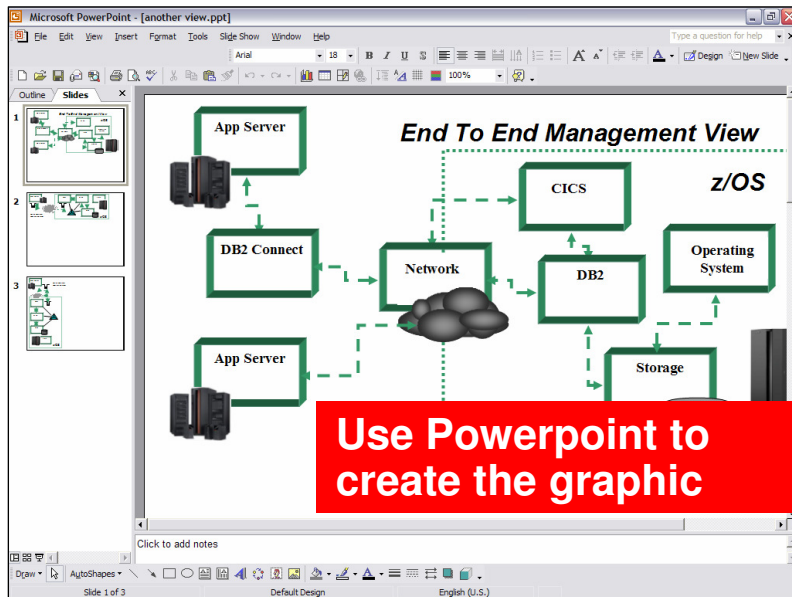 Microsoft PowerPoint - [another view.ppt]
File Edit View Insert Format Tools Slide Show Window Help
Type a question for help
Arial 18 B I U S A A A Design New Slide
100%
Outline Slides
1
2
3
End To End Management View
z/OS
App Server
CICS
DB2 Connect
Network
DB2
Operating
System
App Server
Storage
Use Powerpoint to
create the graphic
Click to add notes
Draw AutoShapes
Slide 1 of 3 Default Design English (U.S.)